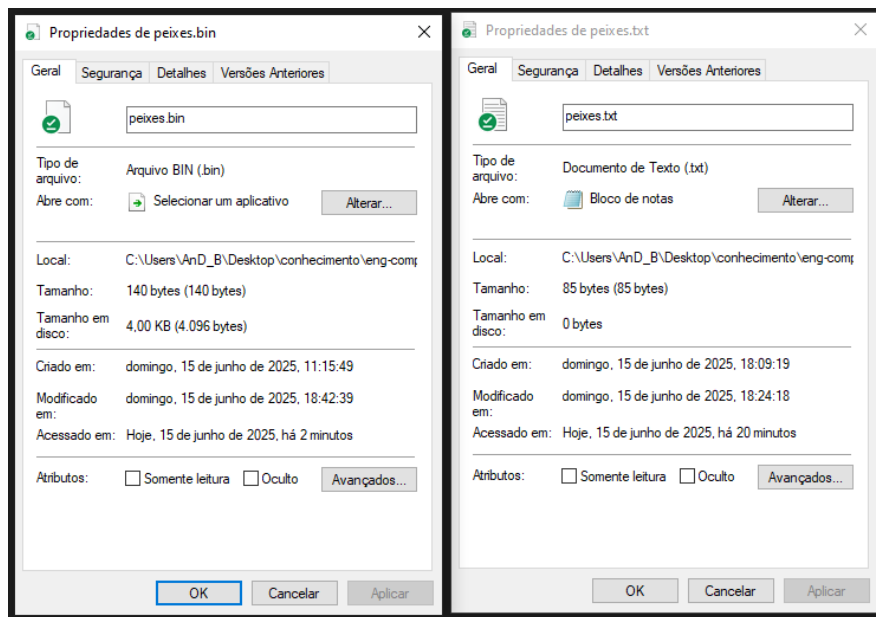 Propriedades de peixes.bin
Geral Segurança Detalhes Versões Anteriores
peixes.bin
Tipo de
arquivo:
Arquivo BIN (.bin)
Abre com:
Selecionar um aplicativo
Alterar...
Local:
C:\Users\AnD_B\Desktop\conhecimento\eng-comp
Tamanho:
140 bytes (140 bytes)
Tamanho em
disco:
4,00 KB (4.096 bytes)
Criado em:
domingo, 15 de junho de 2025, 11:15:49
Modificado
em:
domingo, 15 de junho de 2025, 18:42:39
Acessado em:
Hoje, 15 de junho de 2025, há 2 minutos
Atributos:
Somente leitura
Oculto
Avançados...
OK
Cancelar
Aplicar
Propriedades de peixes.txt
Geral Segurança Detalhes Versões Anteriores
peixes.txt
Tipo de
arquivo:
Documento de Texto (.txt)
Abre com:
Bloco de notas
Alterar...
Local:
C:\Users\AnD_B\Desktop\conhecimento\eng-comp
Tamanho:
85 bytes (85 bytes)
Tamanho em
disco:
0 bytes
Criado em:
domingo, 15 de junho de 2025, 18:09:19
Modificado
em:
domingo, 15 de junho de 2025, 18:24:18
Acessado em:
Hoje, 15 de junho de 2025, há 20 minutos
Atributos:
Somente leitura
Oculto
Avançados...
OK
Cancelar
Aplicar